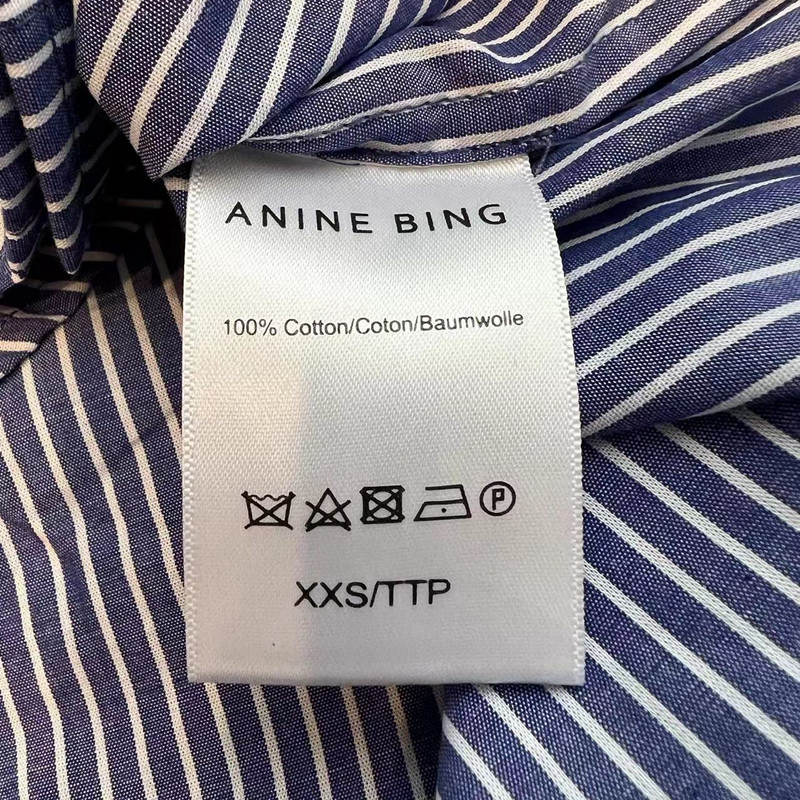 ANINE BING
100% Cotton/Coton/Baumwolle
P
XXS/TTP